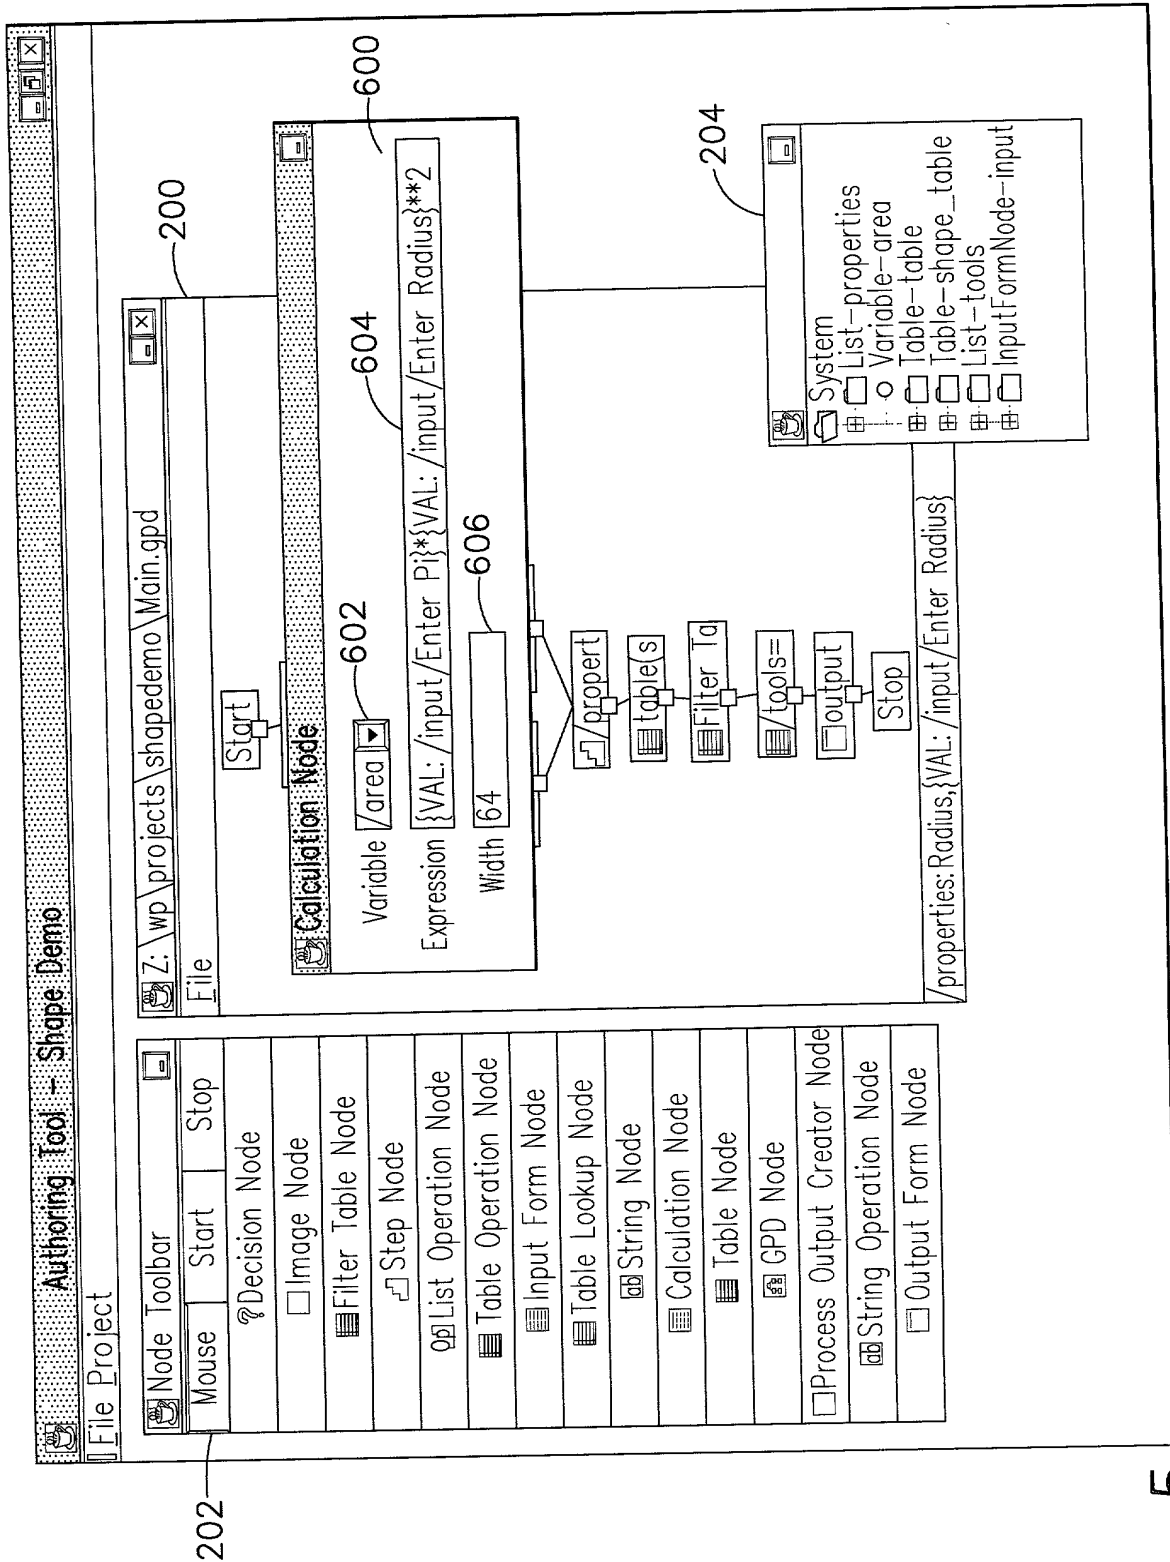 Authoring Tool – Shape Demo
File Project
202
Node Toolbar
Mouse Start Stop
Decision Node
Image Node
Filter Table Node
Step Node
Op List Operation Node
Table Operation Node
Input Form Node
Table Lookup Node
ab String Node
Calculation Node
Table Node
GPD Node
Process Output Creator Node
ab String Operation Node
Output Form Node
Z: \wp\projects\shapedemo\Main.gpd
200
File
Start
Calculation Node
600
Variable /area
602
Expression {VAL: /input/Enter Pi}*{VAL: /input/Enter Radius}**2
604
Width 64
606
/propert
table(s
Filter Ta
/tools=
output
Stop
/properties: Radius,{VAL: /input/Enter Radius}
204
System
List-properties
Variable-area
Table-table
Table-shape_table
List-tools
InputFormNode-input